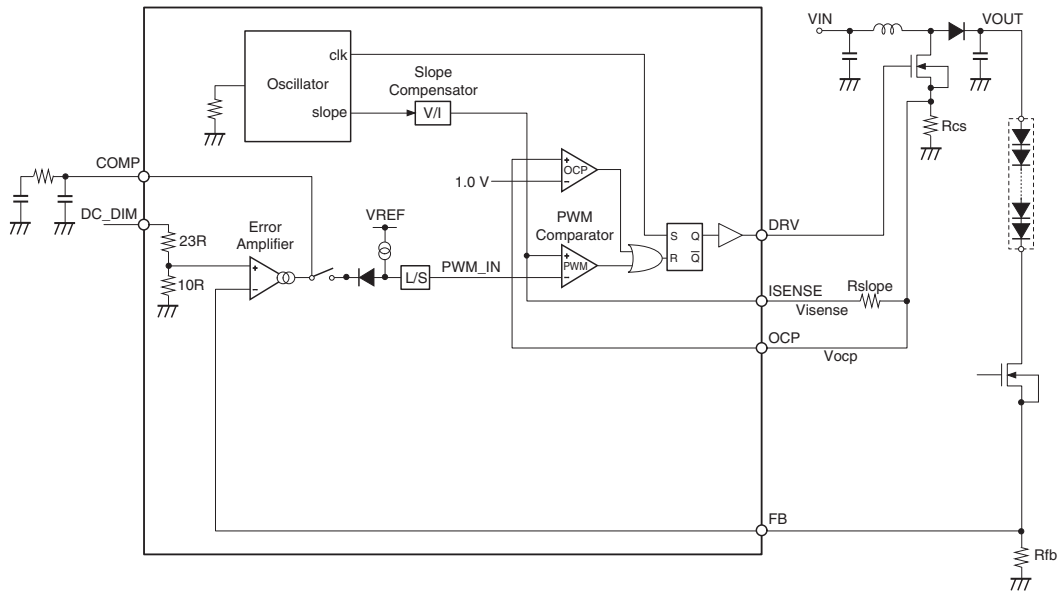 VIN
VOUT
clk
Oscillator
Slope
Compensator
slope
V/I
Rcs
COMP
OCP
1.0 V
DC_DIM
VREF
PWM
Comparator
23R
Error
Amplifier
S Q
DRV
R Q
10R
L/S
PWM_IN
PWM
ISENSE
Rslope
Visense
OCP
Vocp
FB
Rfb
+
−
+
−
+
−